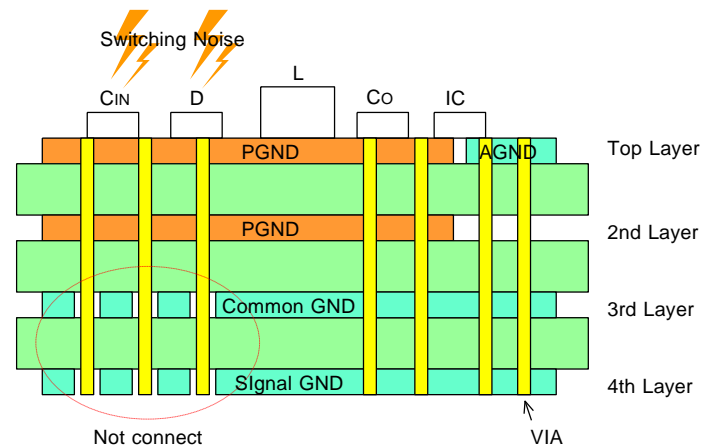 Switching Noise
CIN
D
L
CO
IC
PGND
AGND
Top Layer
PGND
2nd Layer
Common GND
3rd Layer
SIgnal GND
4th Layer
Not connect
VIA